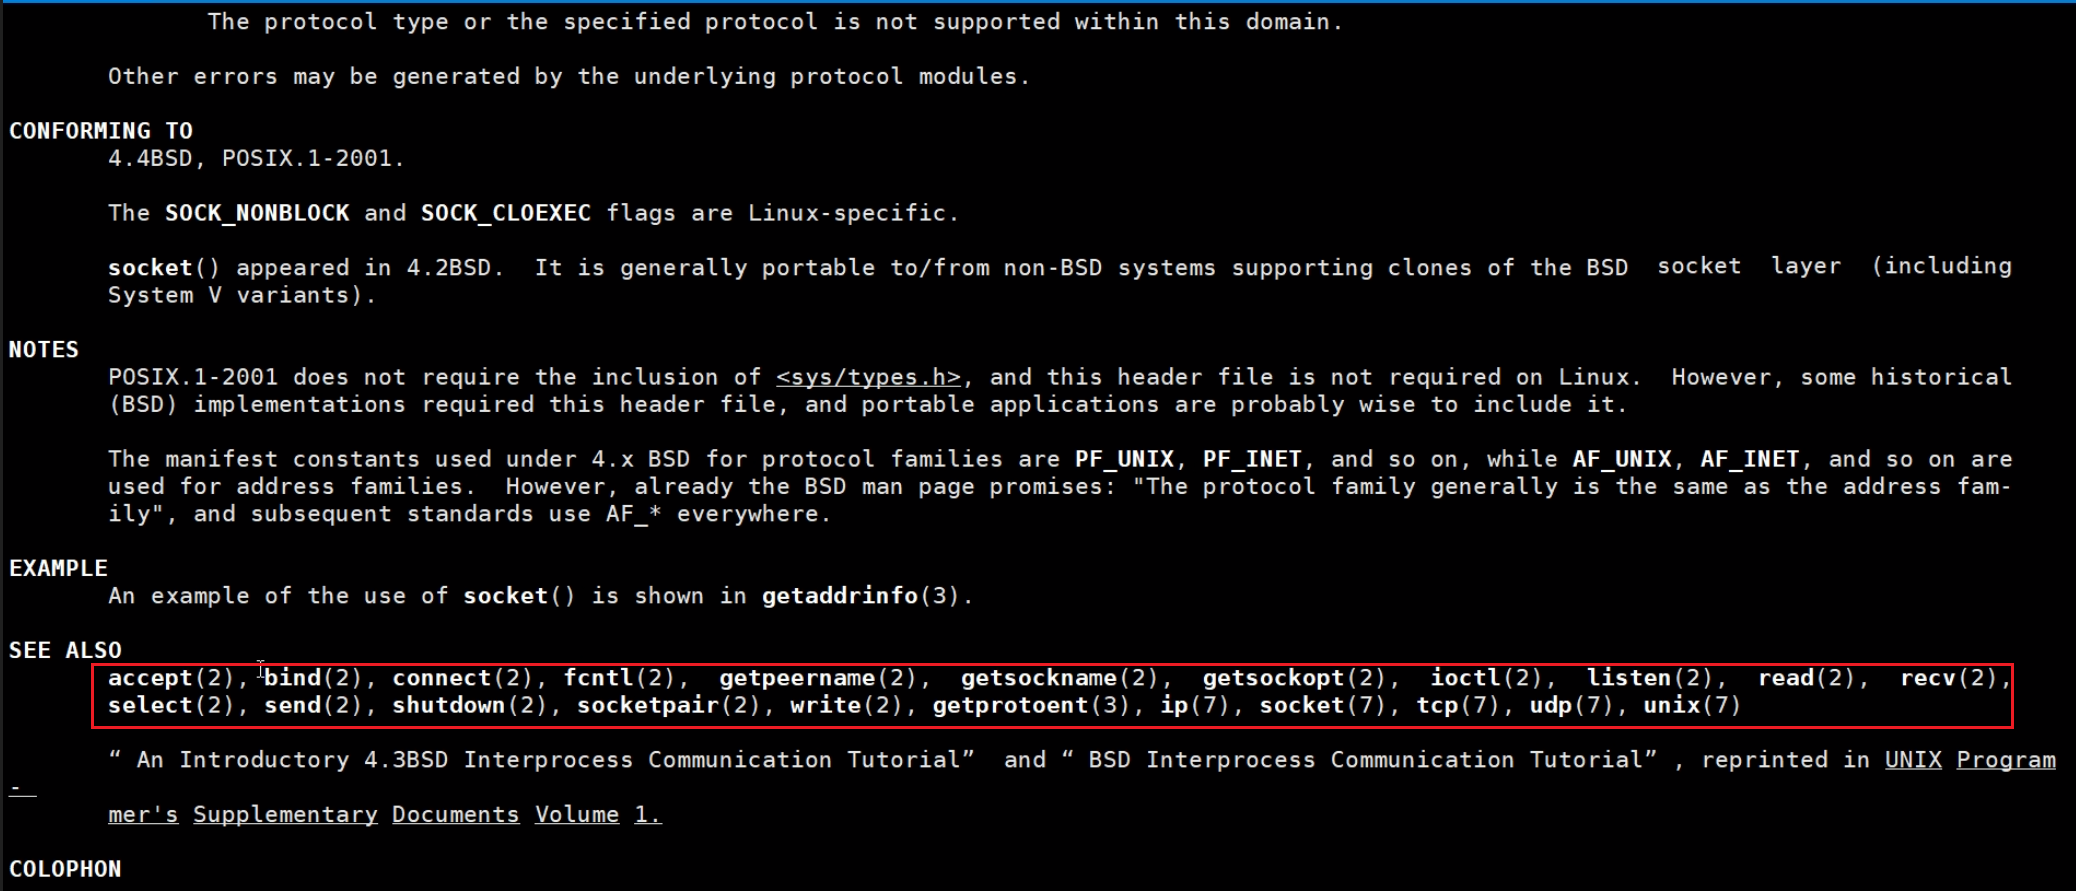 The protocol type or the specified protocol is not supported within this domain.
Other errors may be generated by the underlying protocol modules.
CONFORMING TO
4.4BSD, POSIX.1-2001.
The SOCK_NONBLOCK and SOCK_CLOEXEC flags are Linux-specific.
socket() appeared in 4.2BSD.  It is generally portable to/from non-BSD systems supporting clones of the BSD  socket  layer  (including
System V variants).
NOTES
POSIX.1-2001 does not require the inclusion of <sys/types.h>, and this header file is not required on Linux.  However, some historical
(BSD) implementations required this header file, and portable applications are probably wise to include it.
The manifest constants used under 4.x BSD for protocol families are PF_UNIX, PF_INET, and so on, while AF_UNIX, AF_INET, and so on are
used for address families.  However, already the BSD man page promises: "The protocol family generally is the same as the address fam-
ily", and subsequent standards use AF_* everywhere.
EXAMPLE
An example of the use of socket() is shown in getaddrinfo(3).
SEE ALSO
accept(2), bind(2), connect(2), fcntl(2),  getpeername(2),  getsockname(2),  getsockopt(2),  ioctl(2),  listen(2),  read(2),  recv(2),
select(2), send(2), shutdown(2), socketpair(2), write(2), getprotoent(3), ip(7), socket(7), tcp(7), udp(7), unix(7)
“ An Introductory 4.3BSD Interprocess Communication Tutorial”  and “ BSD Interprocess Communication Tutorial” , reprinted in UNIX Program
-
mer's Supplementary Documents Volume 1.
COLOPHON